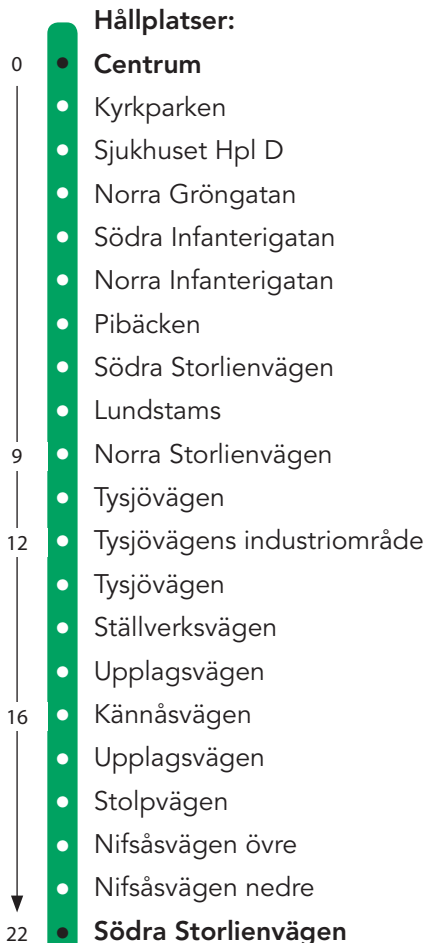 Hållplatser:
0 Centrum
Kyrkparken
Sjukhuset Hpl D
Norra Gröngatan
Södra Infanterigatan
Norra Infanterigatan
Pibäcken
Södra Storlienvägen
Lundstams
9 Norra Storlienvägen
Tysjövägen
12 Tysjövägens industriområde
Tysjövägen
Ställverksvägen
Upplagsvägen
16 Kännåsvägen
Upplagsvägen
Stolpvägen
Nifsåsvägen övre
Nifsåsvägen nedre
22 Södra Storlienvägen